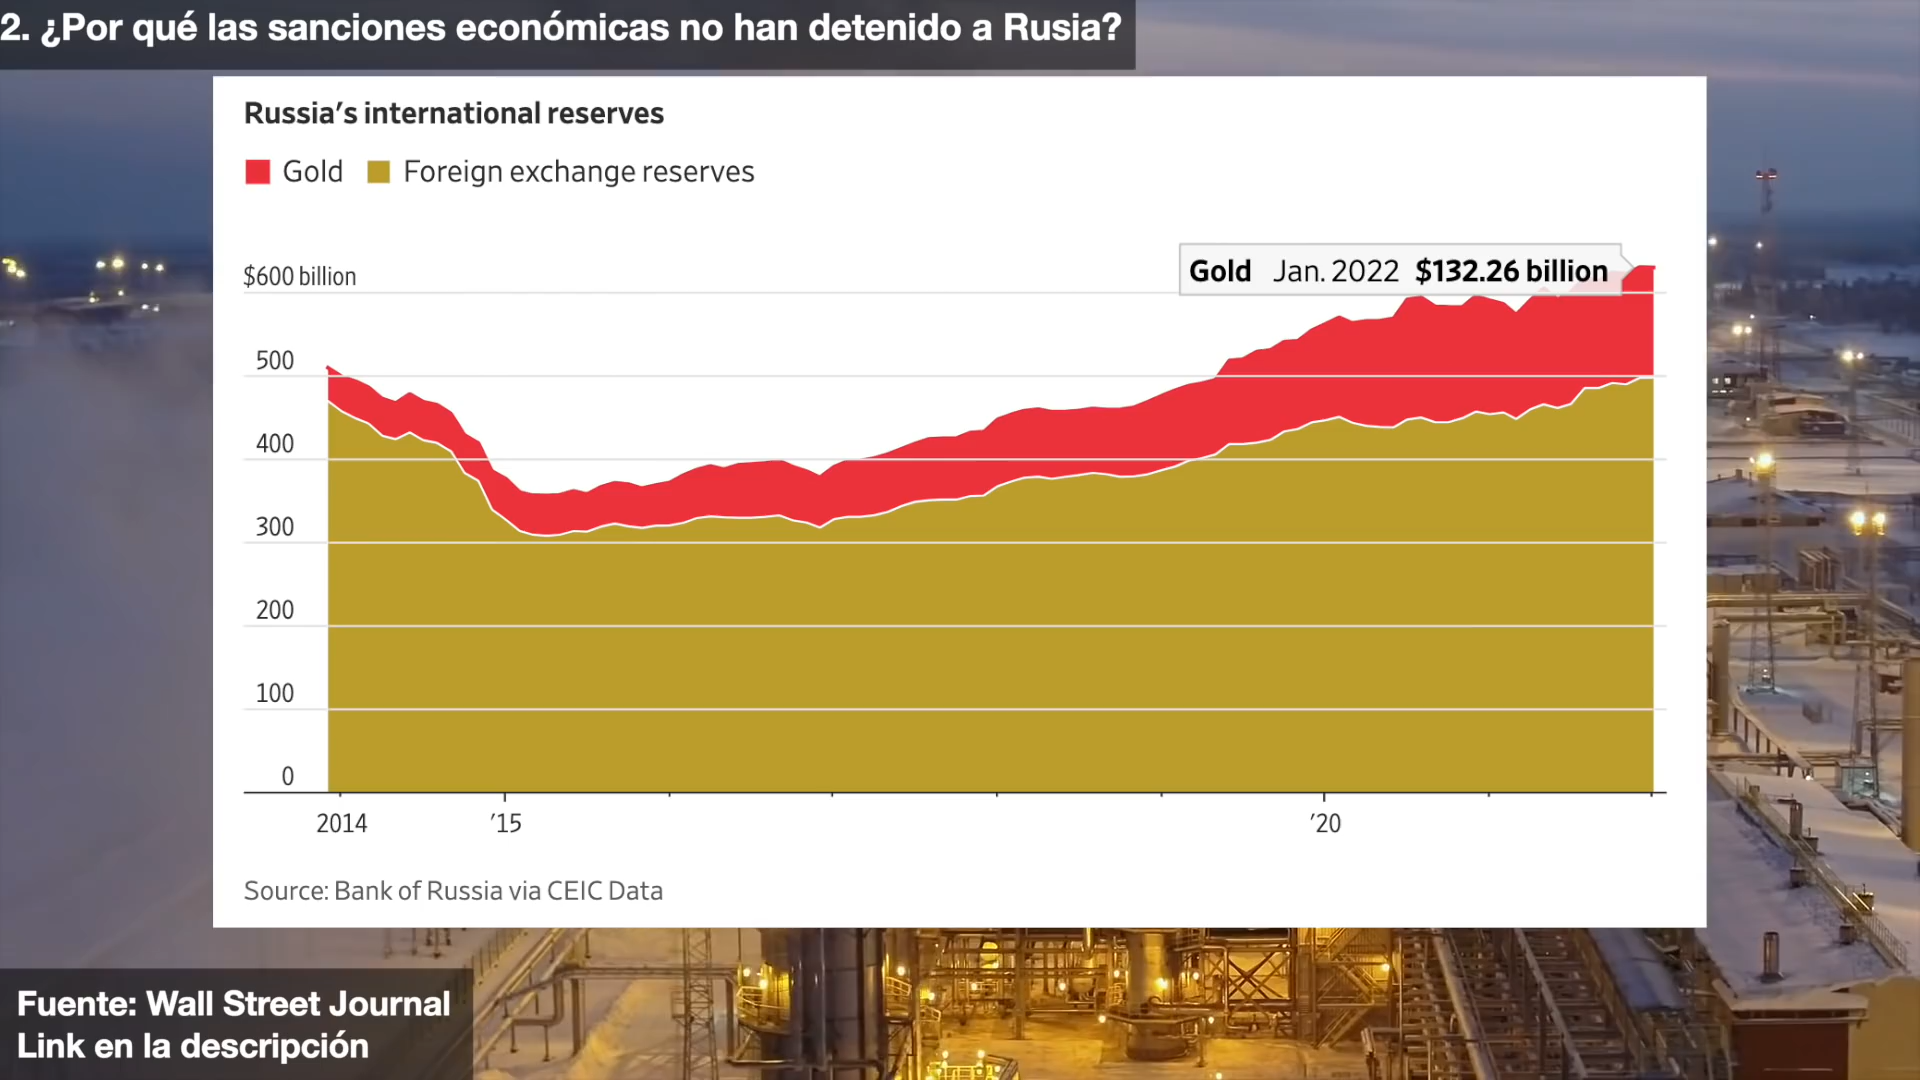 2. ¿Por qué las sanciones económicas no han detenido a Rusia?
Russia's international reserves
Gold Foreign exchange reserves
$600 billion
Gold Jan. 2022 $132.26 billion
500
400
300
200
100
0
2014 '15 '20
Source: Bank of Russia via CEIC Data
Fuente: Wall Street Journal
Link en la descripción